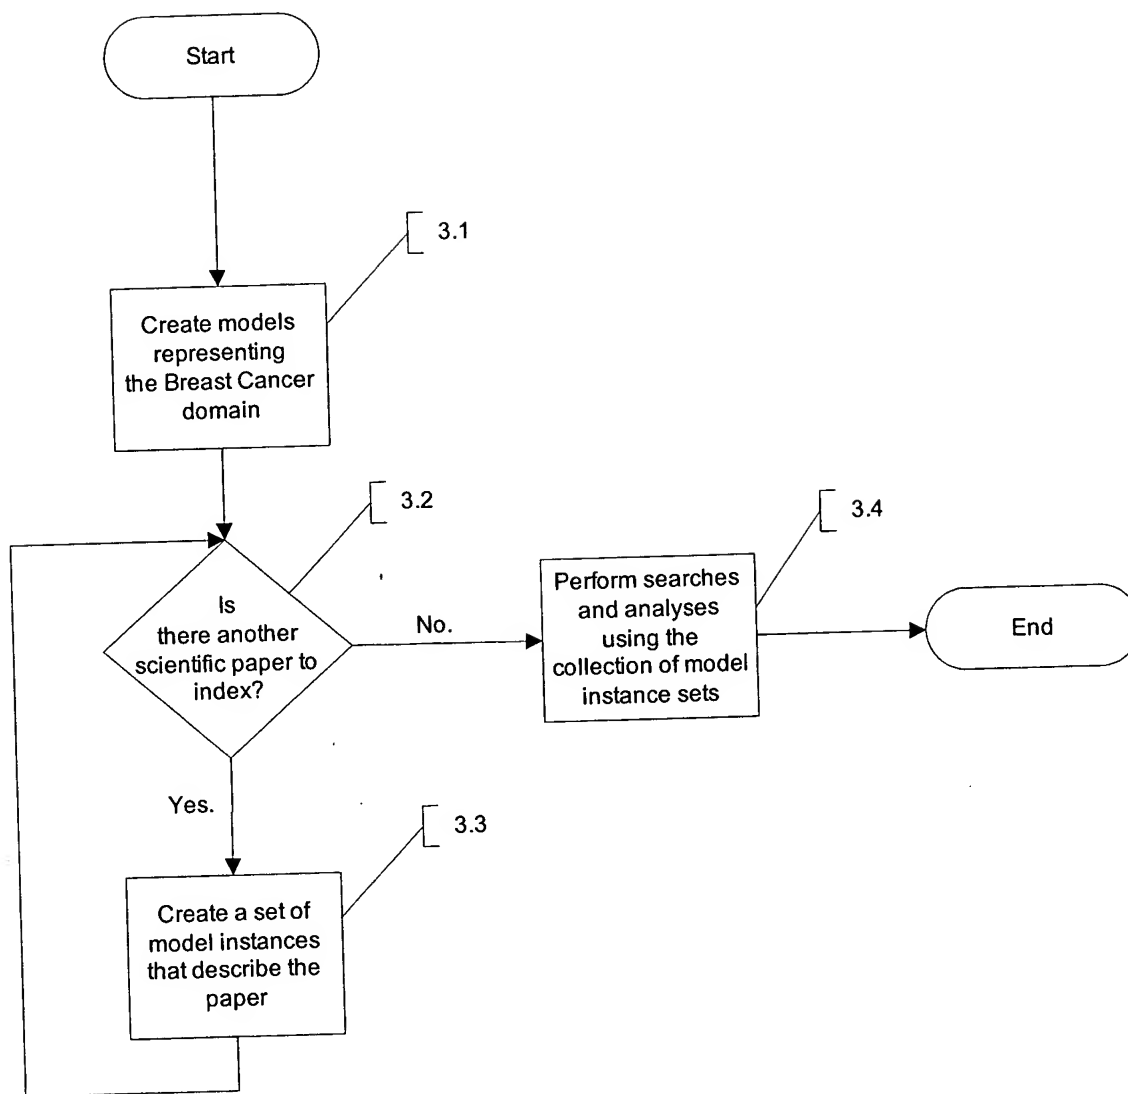 Start
3.1
Create models
representing
the Breast Cancer
domain
3.2
Is
there another
scientific paper to
index?
No.
3.4
Perform searches
and analyses
using the
collection of model
instance sets
End
Yes.
3.3
Create a set of
model instances
that describe the
paper